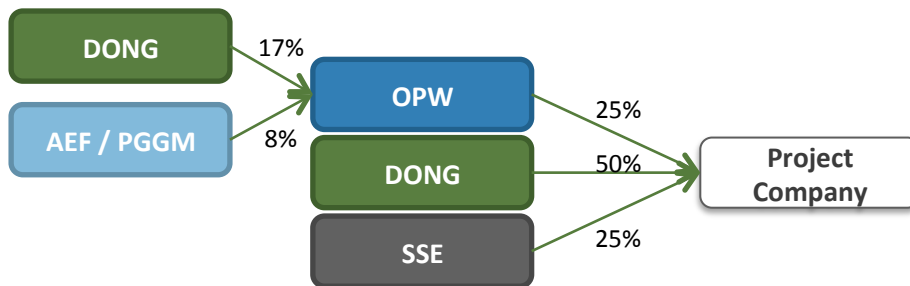 DONG
17%
AEF / PGGM
8%
OPW
25%
DONG
50%
SSE
25%
Project
Company